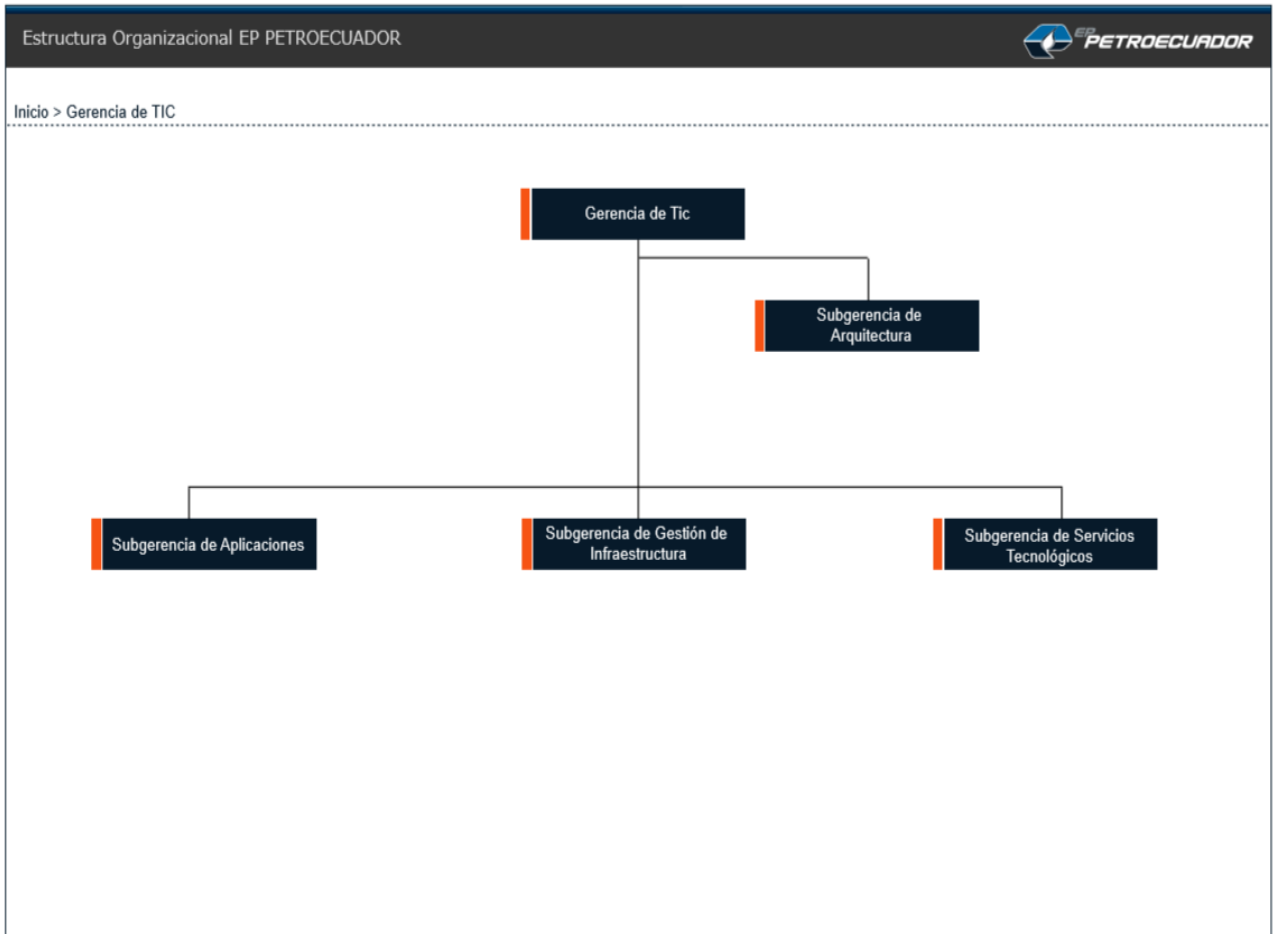 Estructura Organizacional EP PETROECUADOR
EP PETROECUADOR
Inicio > Gerencia de TIC
Gerencia de Tic
Subgerencia de
Arquitectura
Subgerencia de Aplicaciones
Subgerencia de Gestión de
Infraestructura
Subgerencia de Servicios
Tecnológicos